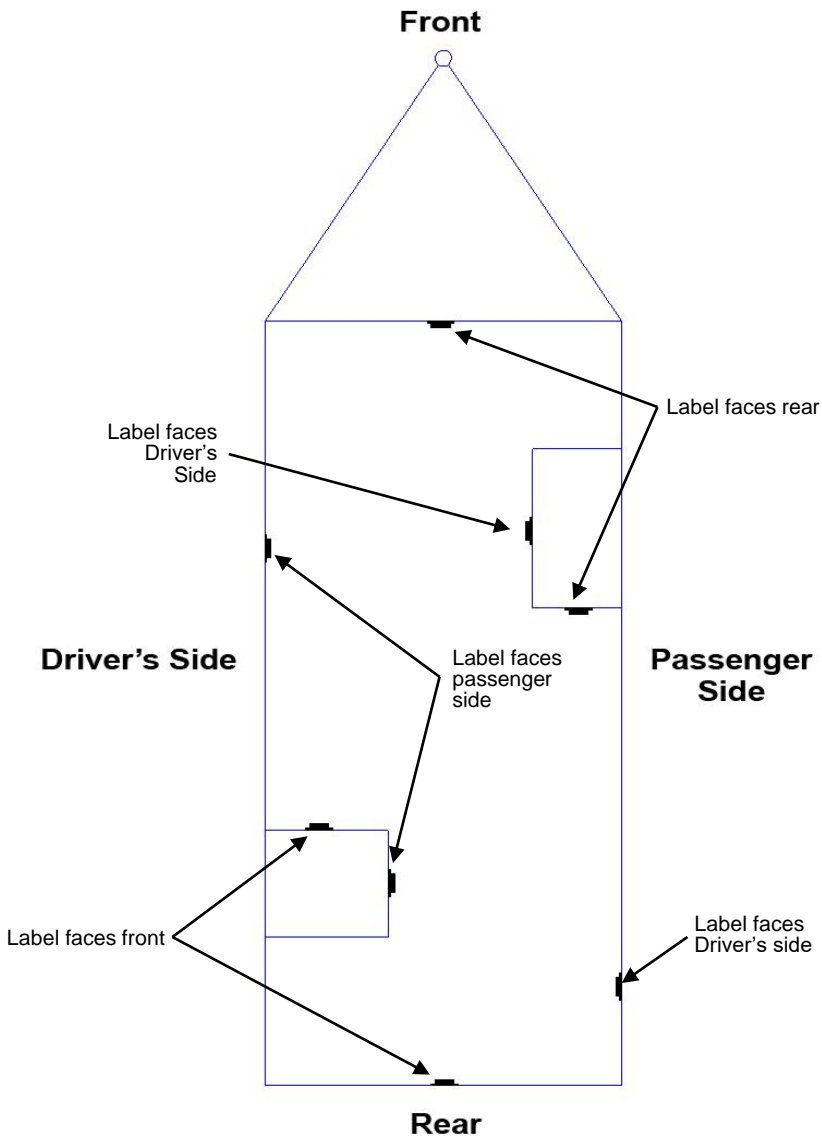 Front
Label faces rear
Label faces
Driver's
Side
Driver’s Side
Label faces
passenger
side
Passenger
Side
Label faces front
Label faces
Driver’s side
Rear